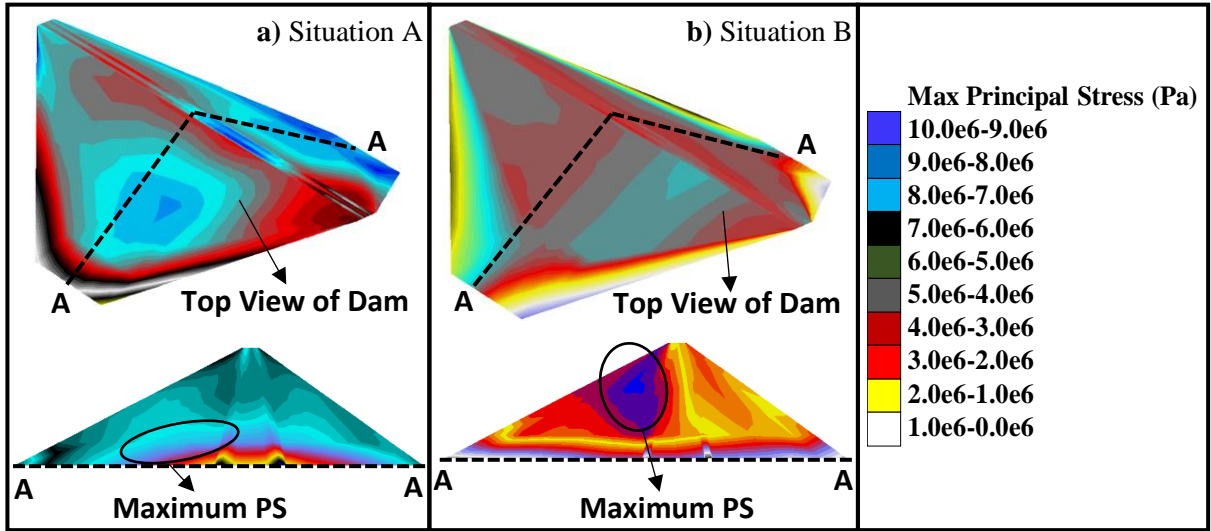 a) Situation A
A
A
Top View of Dam
A
A
Maximum PS
b) Situation B
A
A
Top View of Dam
A
A
Maximum PS
Max Principal Stress (Pa)
10.0e6-9.0e6
9.0e6-8.0e6
8.0e6-7.0e6
7.0e6-6.0e6
6.0e6-5.0e6
5.0e6-4.0e6
4.0e6-3.0e6
3.0e6-2.0e6
2.0e6-1.0e6
1.0e6-0.0e6